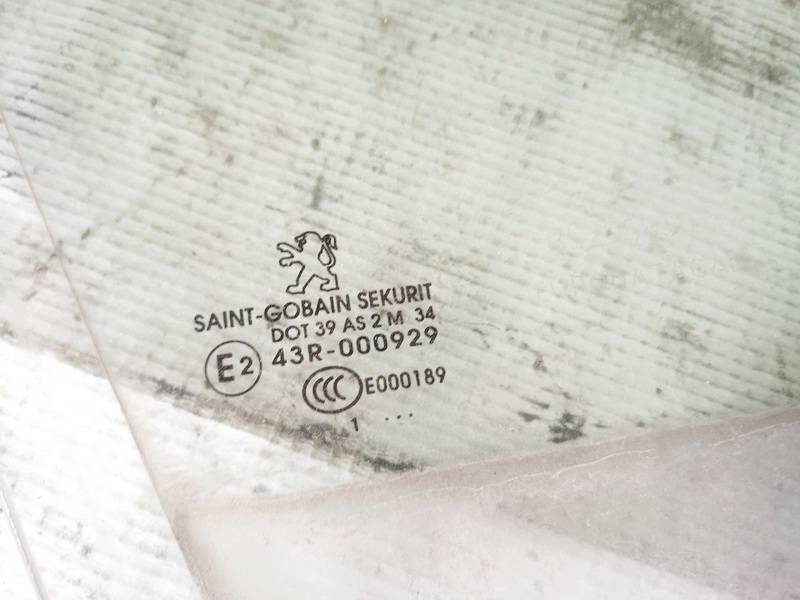 SAINT-GOBAIN SEKURIT
DOT 39 AS 2 M 34
E2 43R-000929
CCC E000189
1 ...